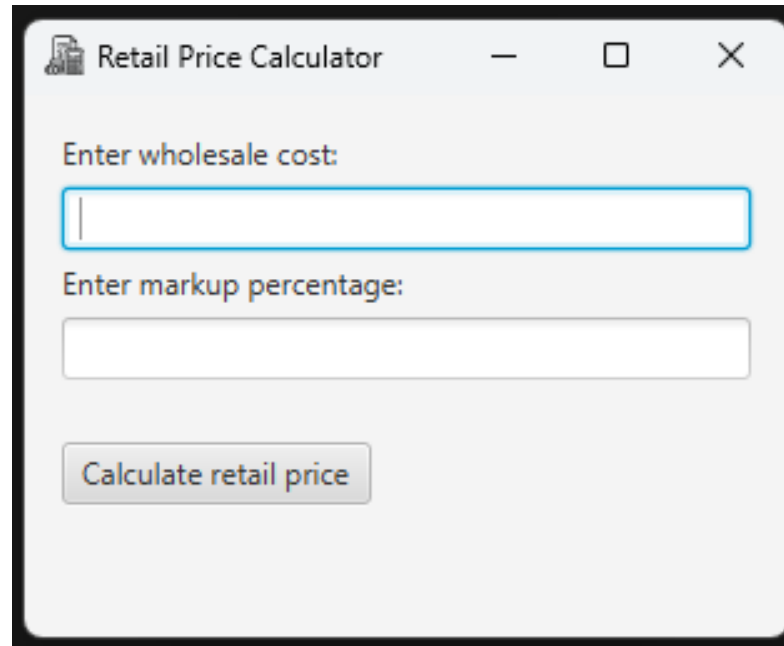 Retail Price Calculator
Enter wholesale cost:
Enter markup percentage:
Calculate retail price